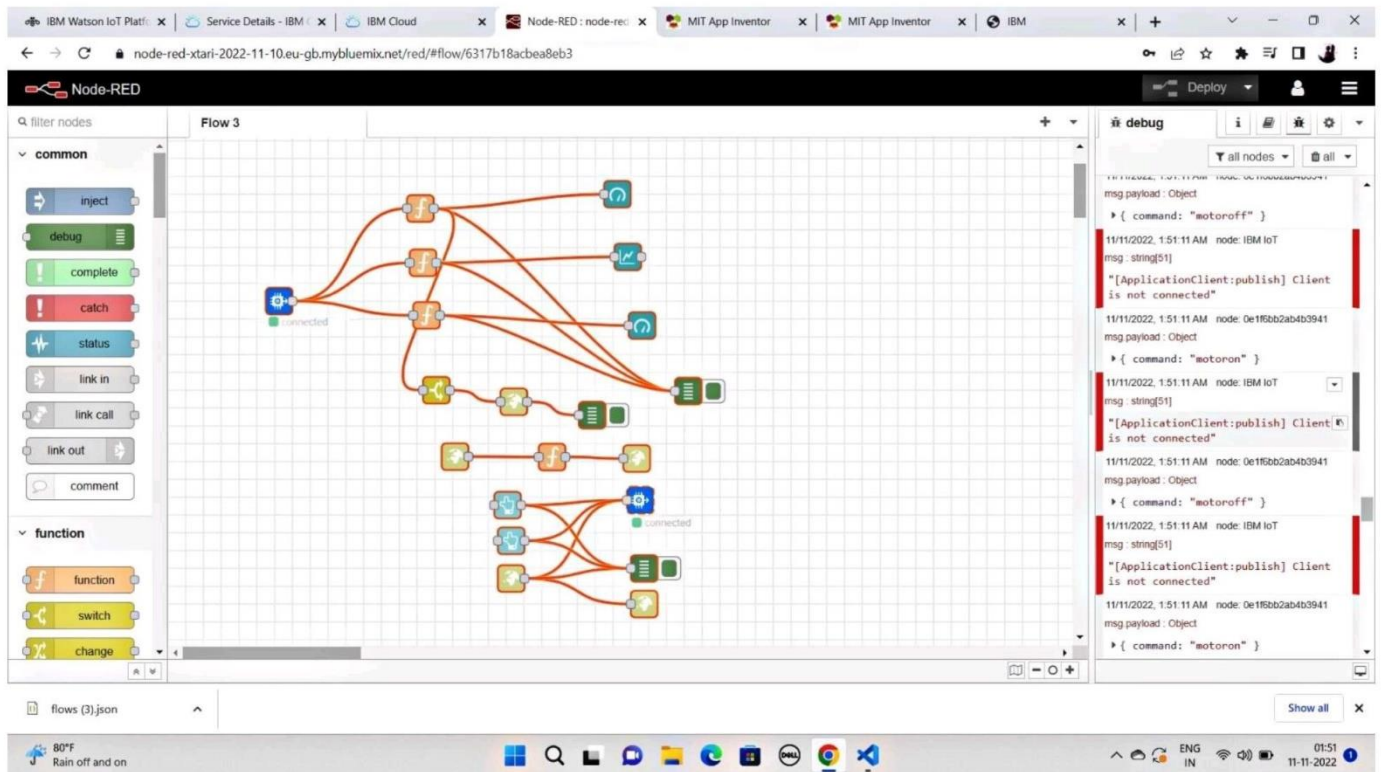 IBM Watson IoT Platfo
Service Details - IBM C
IBM Cloud
Node-RED : node-red
MIT App Inventor
MIT App Inventor
IBM
node-red-xtari-2022-11-10.eu-gb.mybluemix.net/red/#flow/6317b18acbea8eb3
Node-RED
Deploy
filter nodes
Flow 3
debug
all nodes
all
common
inject
debug
complete
catch
status
link in
link call
link out
comment
function
function
switch
change
connected
connected
msg.payload : Object
{ command: "motoroff" }
11/11/2022, 1:51:11 AM node: IBM IoT
msg : string[51]
"[ApplicationClient:publish] Client
is not connected"
11/11/2022, 1:51:11 AM node: 0e1f6bb2ab4b3941
msg.payload : Object
{ command: "motoron" }
11/11/2022, 1:51:11 AM node: IBM IoT
msg : string[51]
"[ApplicationClient:publish] Client
is not connected"
11/11/2022, 1:51:11 AM node: 0e1f6bb2ab4b3941
msg.payload : Object
{ command: "motoroff" }
11/11/2022, 1:51:11 AM node: IBM IoT
msg : string[51]
"[ApplicationClient:publish] Client
is not connected"
11/11/2022, 1:51:11 AM node: 0e1f6bb2ab4b3941
msg.payload : Object
{ command: "motoron" }
flows (3).json
Show all
80°F
Rain off and on
DELL
ENG
IN
01:51
11-11-2022
1